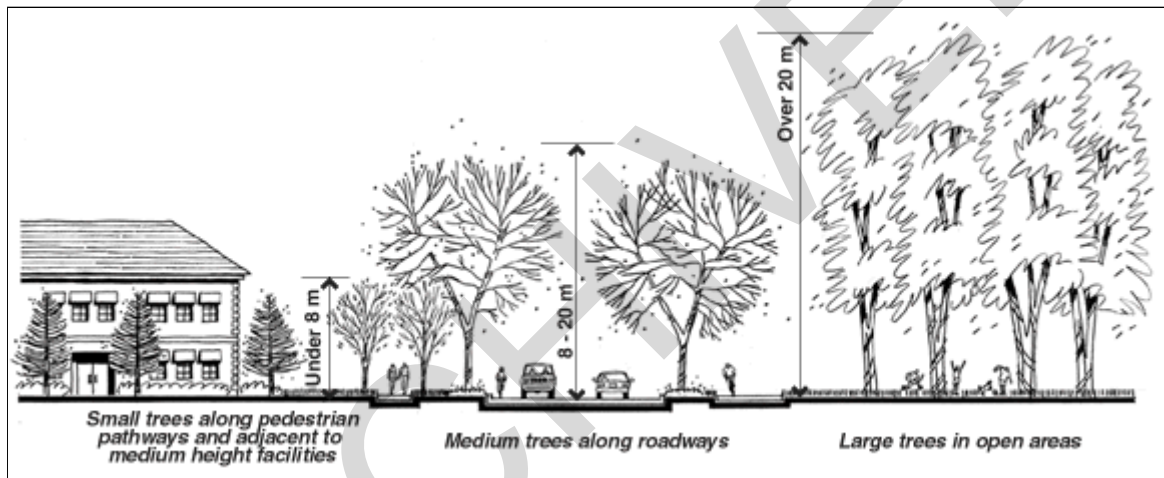 Under 8 m
8 - 20 m
Over 20 m
Small trees along pedestrian
pathways and adjacent to
medium height facilities
Medium trees along roadways
Large trees in open areas